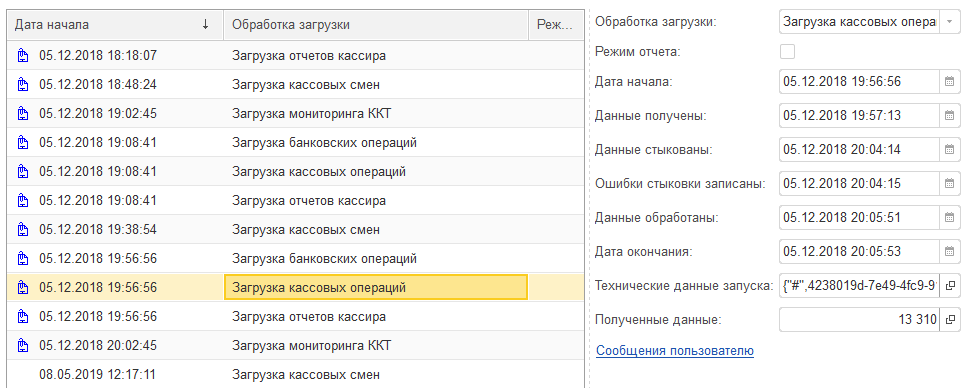 Дата начала ↓ Обработка загрузки Реж...
05.12.2018 18:18:07 Загрузка отчетов кассира
05.12.2018 18:48:24 Загрузка кассовых смен
05.12.2018 19:02:45 Загрузка мониторинга ККТ
05.12.2018 19:08:41 Загрузка банковских операций
05.12.2018 19:08:41 Загрузка кассовых операций
05.12.2018 19:08:41 Загрузка отчетов кассира
05.12.2018 19:38:54 Загрузка кассовых смен
05.12.2018 19:56:56 Загрузка банковских операций
05.12.2018 19:56:56 Загрузка кассовых операций
05.12.2018 19:56:56 Загрузка отчетов кассира
05.12.2018 20:02:45 Загрузка мониторинга ККТ
08.05.2019 12:17:11 Загрузка кассовых смен
Обработка загрузки: Загрузка кассовых опера
Режим отчета:
Дата начала: 05.12.2018 19:56:56
Данные получены: 05.12.2018 19:57:13
Данные стыкованы: 05.12.2018 20:04:14
Ошибки стыковки записаны: 05.12.2018 20:04:15
Данные обработаны: 05.12.2018 20:05:51
Дата окончания: 05.12.2018 20:05:53
Технические данные запуска: {"#",4238019d-7e49-4fc9-9
Полученные данные: 13 310
Сообщения пользователю